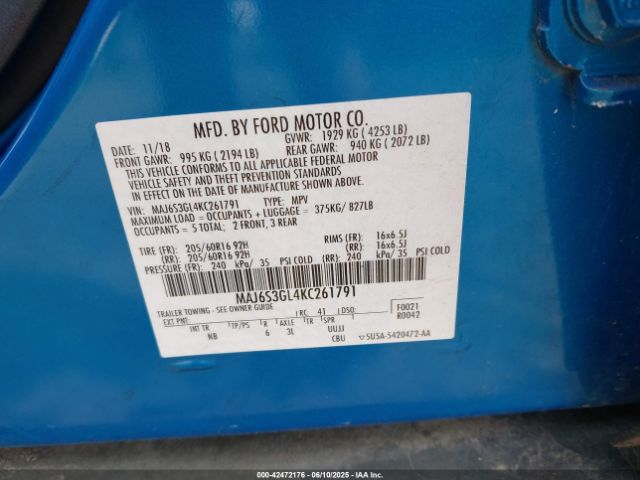 MFD. BY FORD MOTOR CO.
DATE: 11/18 GVWR: 1929 KG ( 4253 LB)
FRONT GAWR: 995 KG ( 2194 LB) REAR GAWR: 940 KG ( 2072 LB)
THIS VEHICLE CONFORMS TO ALL APPLICABLE FEDERAL MOTOR
VEHICLE SAFETY AND THEFT PREVENTION STANDARDS
IN EFFECT ON THE DATE OF MANUFACTURE SHOWN ABOVE.
VIN: MAJ6S3GL4KC261791 TYPE: MPV
MAXIMUM LOAD = OCCUPANTS + LUGGAGE = 375KG/ 827LB
OCCUPANTS = 5 TOTAL; 2 FRONT, 3 REAR
TIRE (FR): 205/60R16 92H RIMS (FR): 16x6.5J
(RR): 205/60R16 92H (RR): 16x6.5J
PRESSURE (FR): 240 kPa/ 35 PSI COLD (RR): 240 kPa/ 35 PSI COLD
MAJ6S3GL4KC261791
TRAILER TOWING - SEE OWNER GUIDE
EXT PNT: RC: 41 DSO: F0021
R0042
INT TR TP/PS R AXLE TR SPR
NB 6 3L UUJJ
CBU 5U5A-5420472-AA
00-42472176 | 06/10/2025 | IAA, Inc.